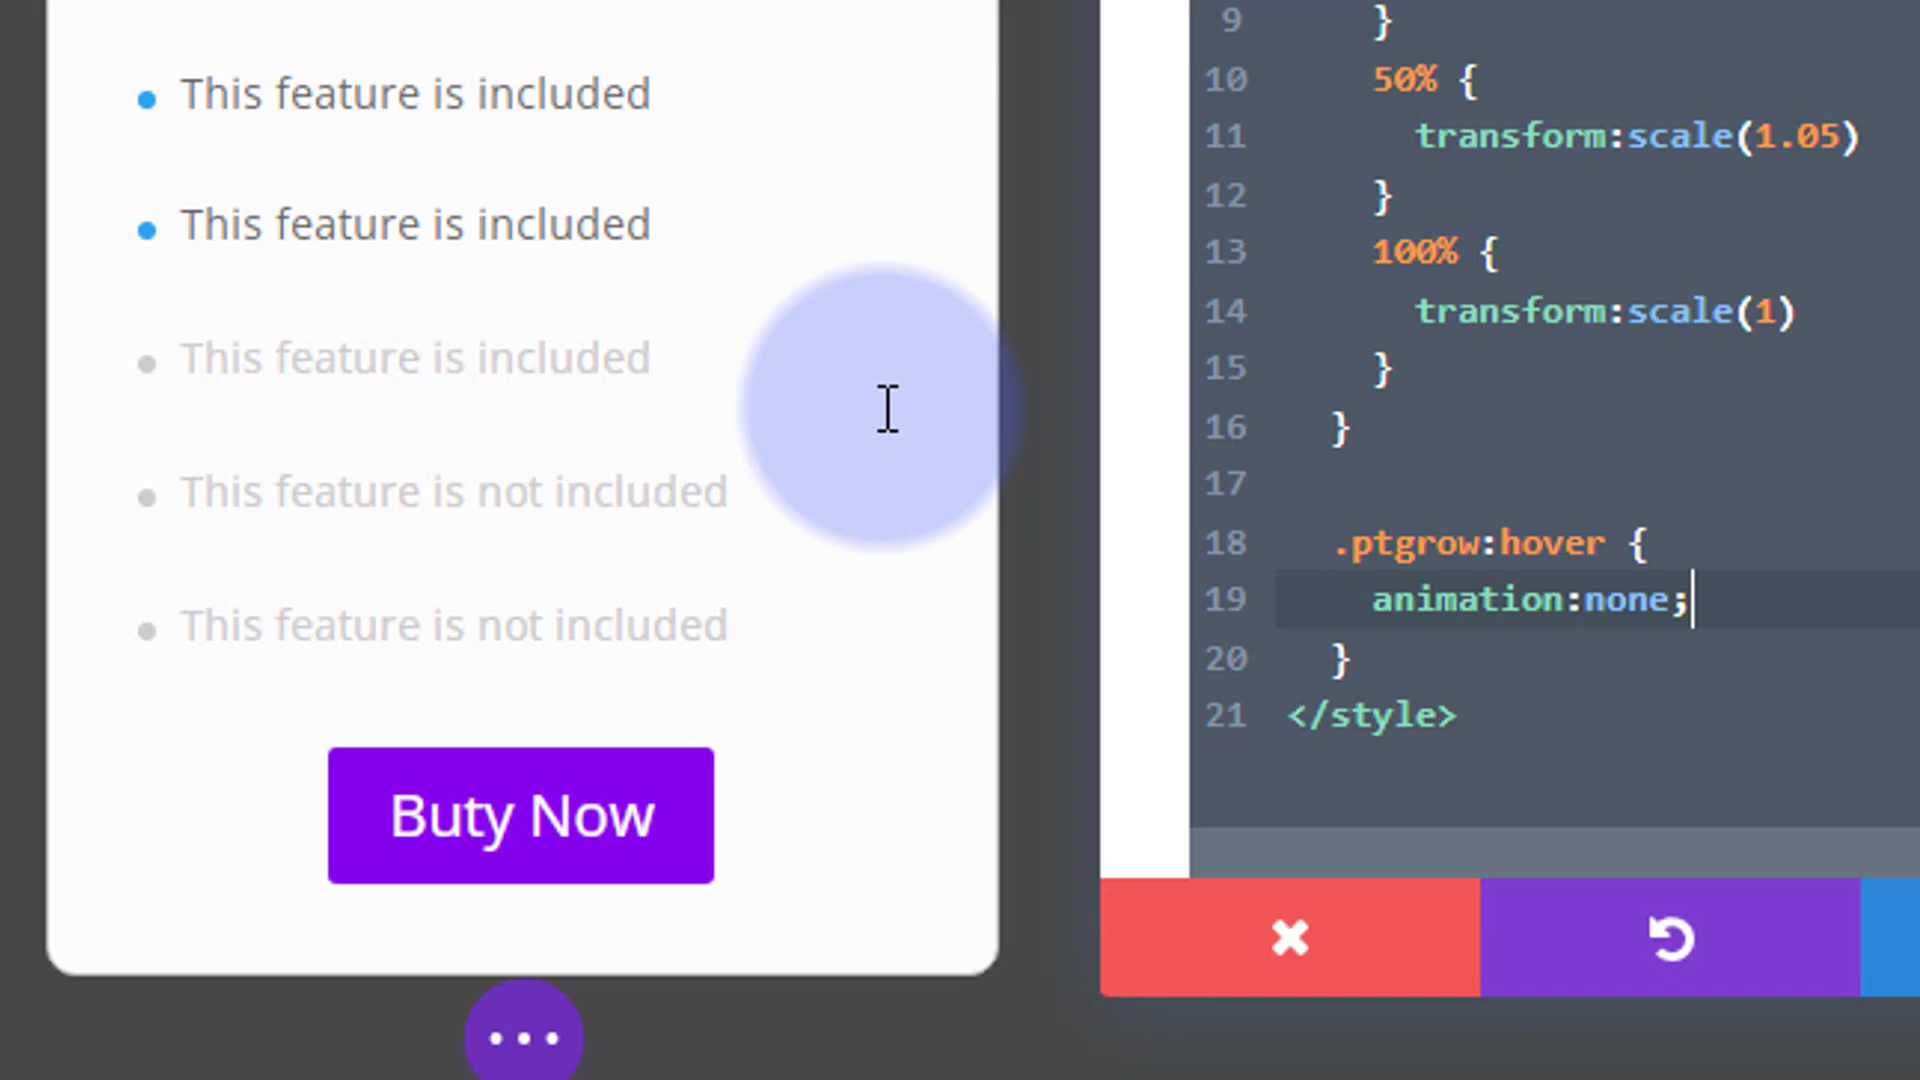 This feature is included
This feature is included
This feature is included
This feature is not included
This feature is not included
Buty Now
9 }
10 50% {
11 transform:scale(1.05)
12 }
13 100% {
14 transform:scale(1)
15 }
16 }
17
18 .ptgrow:hover {
19 animation:none;
20 }
21 </style>